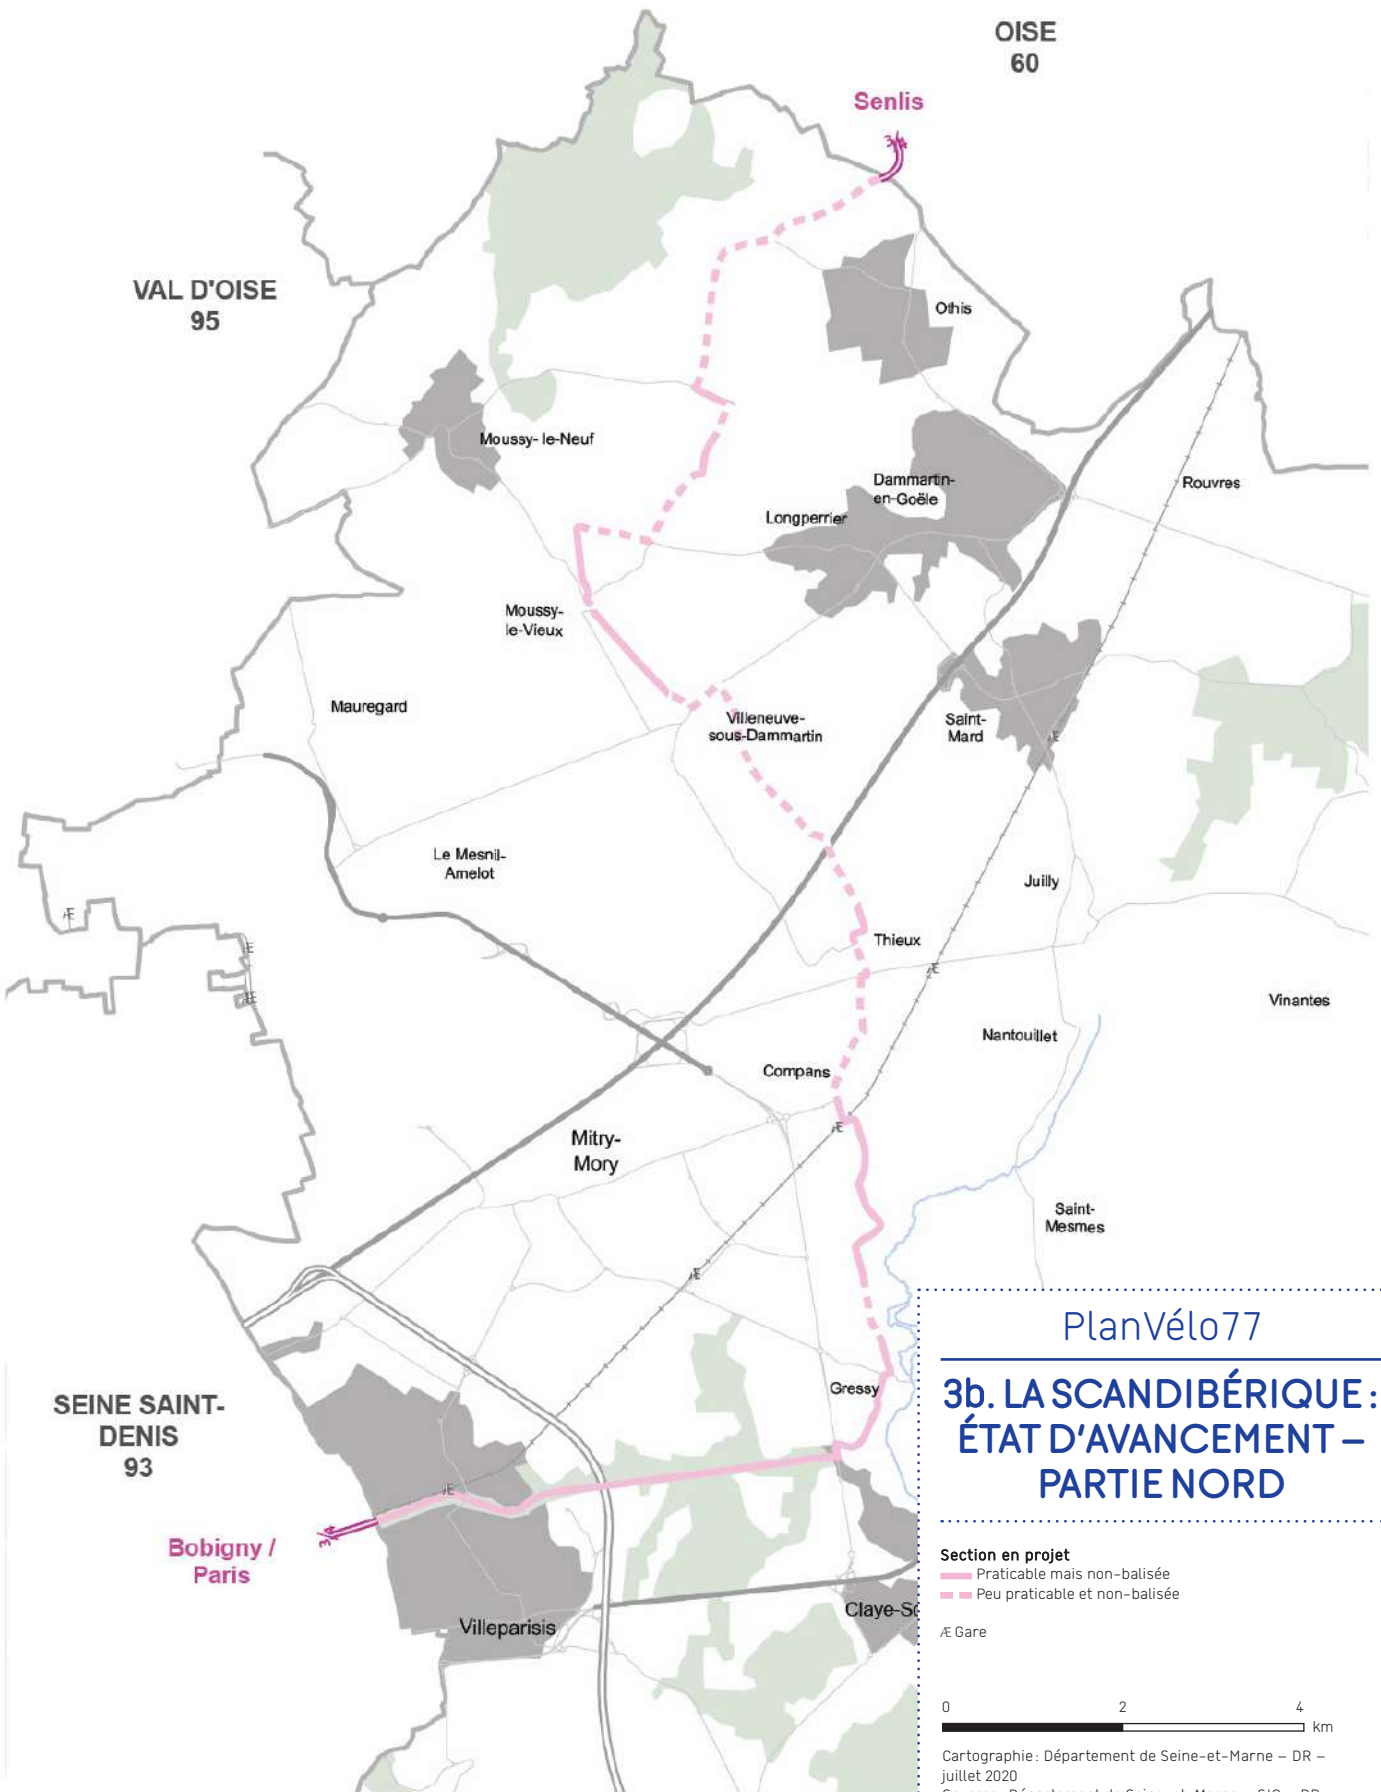 OISE
60
Senlis
VAL D'OISE
95
Othis
Moussy-le-Neuf
Dammartin-
en-Goële
Rouvres
Longperrier
Moussy-
le-Vieux
Mauregard
Villeneuve-
sous-Dammartin
Saint-
Mard
Æ
Le Mesnil-
Amelot
Juilly
Æ
Thieux
Æ
Æ
Æ
Vinantes
Nantouillet
Compans
Æ
Mitry-
Mory
Saint-
Mesmes
Æ
PlanVélo77
3b. LA SCANDIBÉRIQUE :
ÉTAT D'AVANCEMENT –
PARTIE NORD
Gressy
SEINE SAINT-
DENIS
93
Æ
Bobigny /
Paris
Villeparisis
Claye-So
Section en projet
Praticable mais non-balisée
Peu praticable et non-balisée
Æ Gare
0 2 4
km
Cartographie : Département de Seine-et-Marne – DR –
juillet 2020